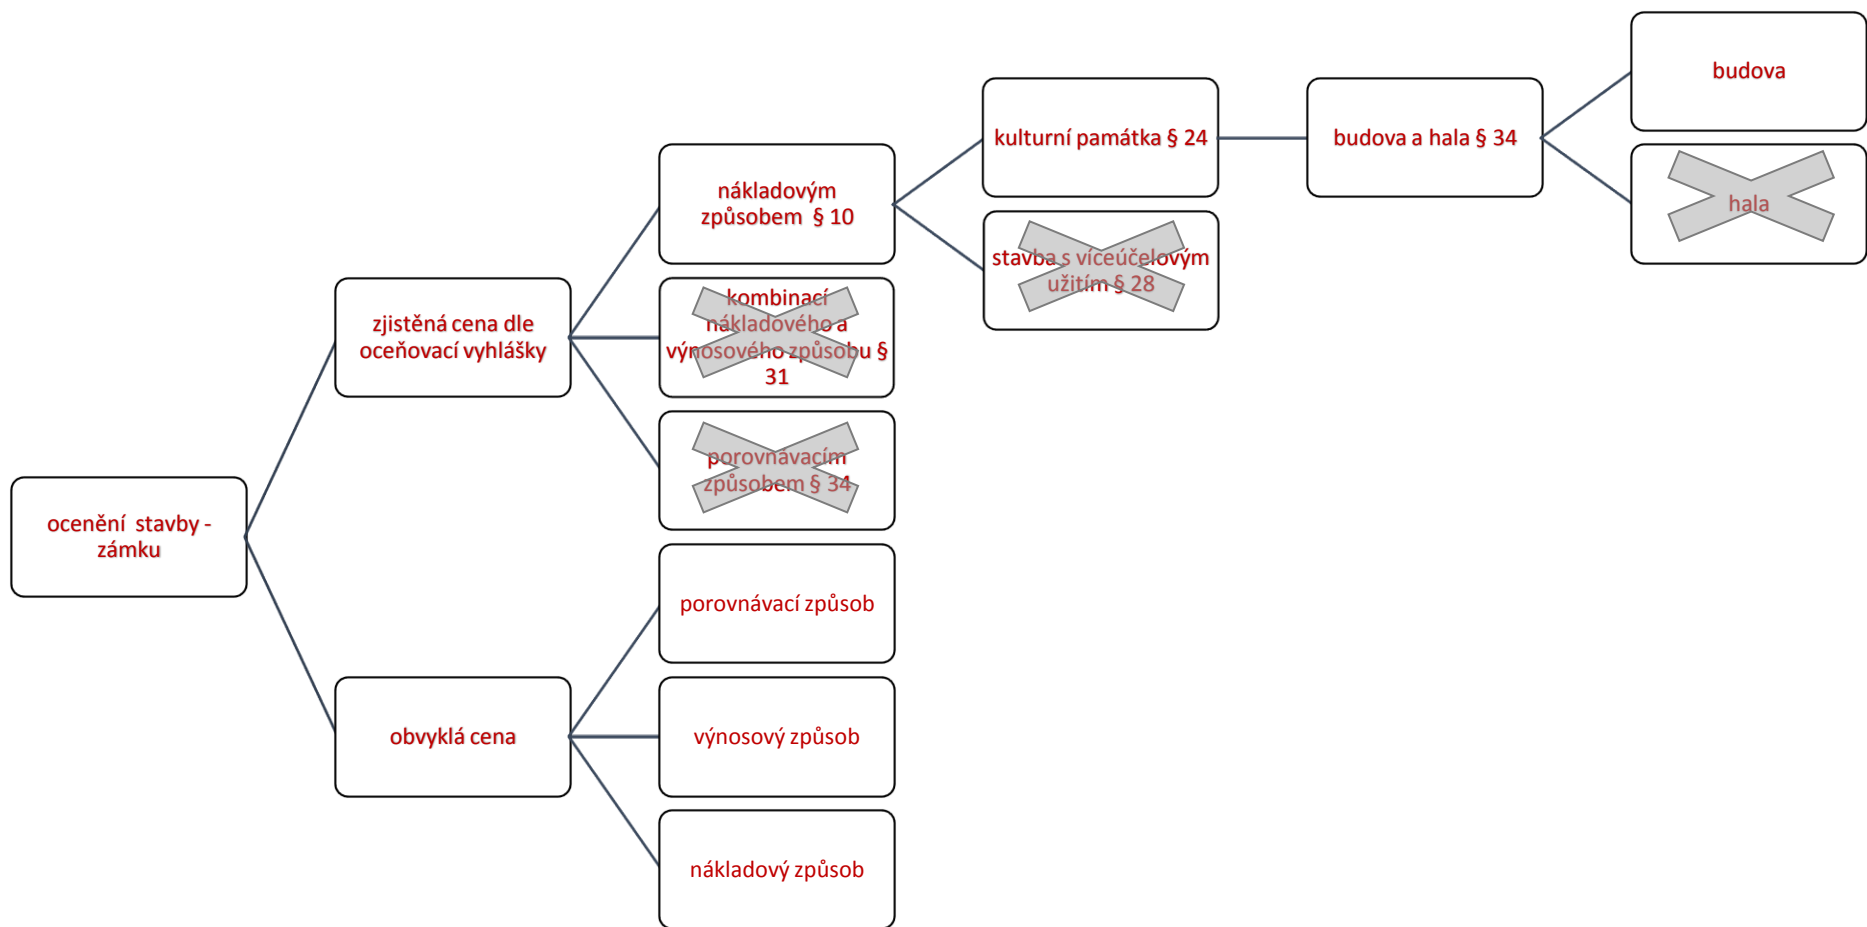 ocenění stavby -
zámku
zjistěná cena dle
oceňovací vyhlášky
obvyklá cena
nákladovým
způsobem § 10
kombinací
nákladového a
výnosového způsobu §
31
porovnávacím
způsobem § 34
porovnávací způsob
výnosový způsob
nákladový způsob
kulturní památka § 24
stavba s víceúčelovým
užitím § 28
budova a hala § 34
budova
hala